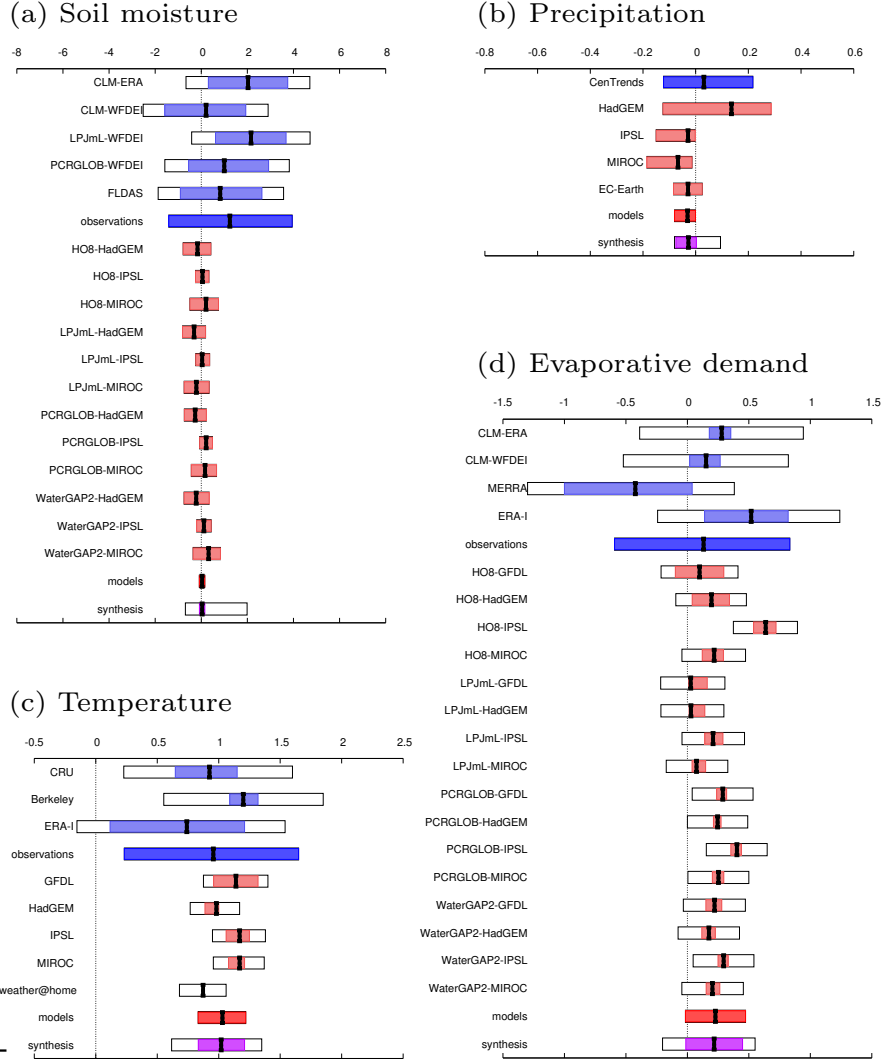 (a) Soil moisture
-8 -6 -4 -2 0 2 4 6 8
CLM-ERA
CLM-WFDEI
LPJmL-WFDEI
PCRGLOB-WFDEI
FLDAS
observations
HO8-HadGEM
HO8-IPSL
HO8-MIROC
LPJmL-HadGEM
LPJmL-IPSL
LPJmL-MIROC
PCRGLOB-HadGEM
PCRGLOB-IPSL
PCRGLOB-MIROC
WaterGAP2-HadGEM
WaterGAP2-IPSL
WaterGAP2-MIROC
models
synthesis
(b) Precipitation
-0.8 -0.6 -0.4 -0.2 0 0.2 0.4 0.6
CenTrends
HadGEM
IPSL
MIROC
EC-Earth
models
synthesis
(c) Temperature
-0.5 0 0.5 1 1.5 2 2.5
CRU
Berkeley
ERA-I
observations
GFDL
HadGEM
IPSL
MIROC
weather@home
models
synthesis
(d) Evaporative demand
-1.5 -1 -0.5 0 0.5 1 1.5
CLM-ERA
CLM-WFDEI
MERRA
ERA-I
observations
HO8-GFDL
HO8-HadGEM
HO8-IPSL
HO8-MIROC
LPJmL-GFDL
LPJmL-HadGEM
LPJmL-IPSL
LPJmL-MIROC
PCRGLOB-GFDL
PCRGLOB-HadGEM
PCRGLOB-IPSL
PCRGLOB-MIROC
WaterGAP2-GFDL
WaterGAP2-HadGEM
WaterGAP2-IPSL
WaterGAP2-MIROC
models
synthesis